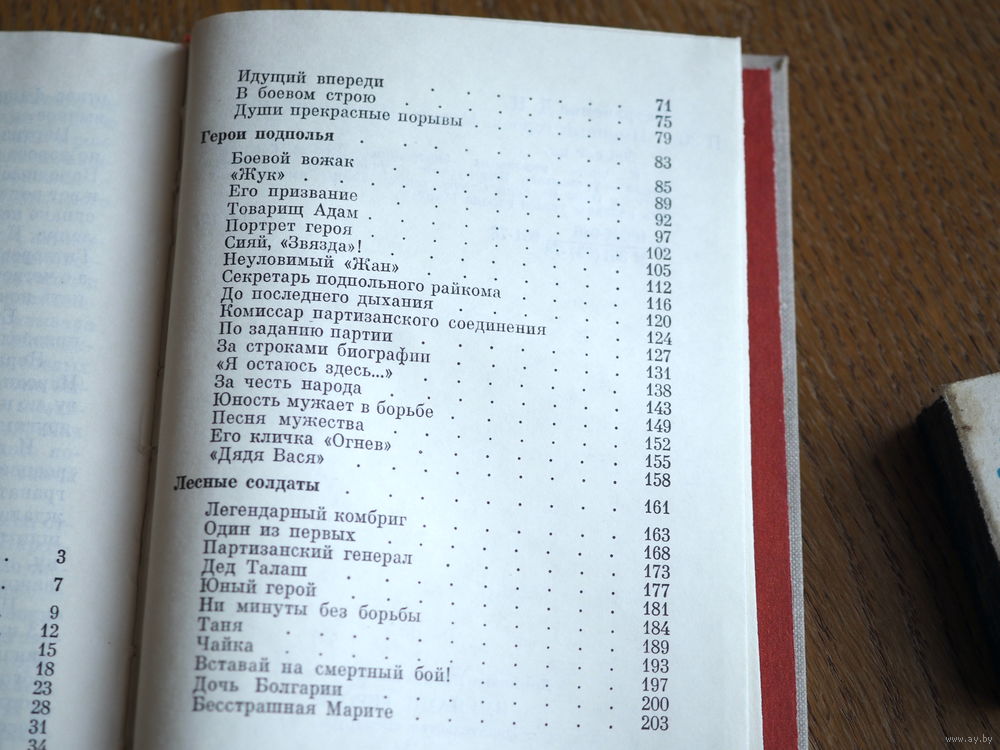 3
7
9
12
15
18
23
28
31
34
Идущий впереди . . . . . . 71
В боевом строю . . . . . . 75
Души прекрасные порывы . . . . . 79
Герои подполья . . . . . . 83
Боевой вожак . . . . . . 85
«Жук» . . . . . . . . 89
Его призвание . . . . . . 92
Товарищ Адам . . . . . . 97
Портрет героя . . . . . . 102
Сияй, «Звязда»! . . . . . . 105
Неуловимый «Жан» . . . . . 112
Секретарь подпольного райкома . . . 116
До последнего дыхания . . . . 120
Комиссар партизанского соединения . . 124
По заданию партии . . . . . 127
За строками биографии . . . . 131
«Я остаюсь здесь...» . . . . . 138
За честь народа . . . . . . 143
Юность мужает в борьбе . . . . 149
Песня мужества . . . . . . 152
Его кличка «Огнев» . . . . . 155
«Дядя Вася» . . . . . . 158
Лесные солдаты . . . . . . 161
Легендарный комбриг . . . . . 163
Один из первых . . . . . . 168
Партизанский генерал . . . . . 173
Дед Талаш . . . . . . . 177
Юный герой . . . . . . . 181
Ни минуты без борьбы . . . . . 184
Таня . . . . . . . . 189
Чайка . . . . . . . . 193
Вставай на смертный бой! . . . . 197
Дочь Болгарии . . . . . . 200
Бесстрашная Марите . . . . . 203
www.ay.by